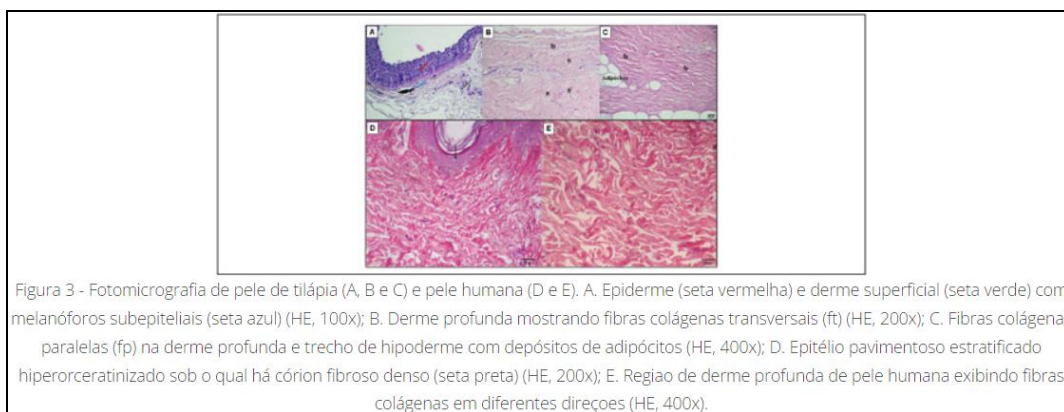 A
B
C
adipócitos
D
E
Figura 3 - Fotomicrografia de pele de tilápia (A, B e C) e pele humana (D e E). A. Epiderme (seta vermelha) e derme superficial (seta verde) com
melanóforos subepiteliais (seta azul) (HE, 100x); B. Derme profunda mostrando fibras colágenas transversais (ft) (HE, 200x); C. Fibras colágena
paralelas (fp) na derme profunda e trecho de hipoderme com depósitos de adipócitos (HE, 400x); D. Epitélio pavimentoso estratificado
hiperorceratinizado sob o qual há córion fibroso denso (seta preta) (HE, 200x); E. Regiao de derme profunda de pele humana exibindo fibras
colágenas em diferentes direçoes (HE, 400x).